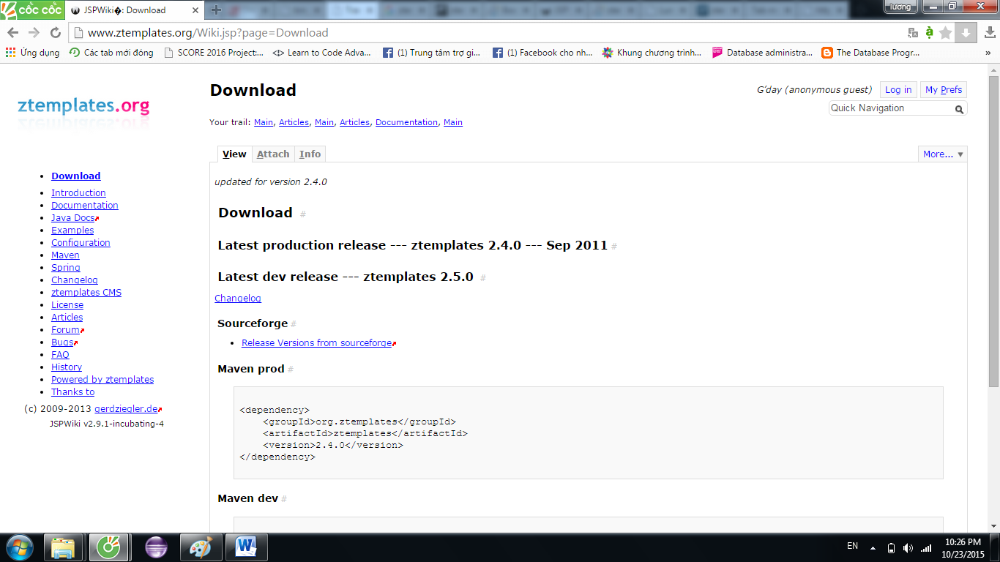 CỐC CỐC
JSPWiki�: Download
lương
www.ztemplates.org/Wiki.jsp?page=Download
Ứng dụng
Các tab mới đóng
SCORE 2016 Project:...
Learn to Code Adva...
(1) Trung tâm trợ gi...
(1) Facebook cho nh...
Khung chương trình...
Database administra...
The Database Progr...
»
ztemplates.org
Download
G'day (anonymous guest)
Log in
My Prefs
Quick Navigation
Your trail: Main, Articles, Main, Articles, Documentation, Main
View
Attach
Info
More... ▼
Download
Introduction
Documentation
Java Docs
Examples
Configuration
Maven
Spring
Changelog
ztemplates CMS
License
Articles
Forum
Bugs
FAQ
History
Powered by ztemplates
Thanks to
(c) 2009-2013 gerdziegler.de
JSPWiki v2.9.1-incubating-4
updated for version 2.4.0
Download #
Latest production release --- ztemplates 2.4.0 --- Sep 2011 #
Latest dev release --- ztemplates 2.5.0 #
Changelog
Sourceforge #
Release Versions from sourceforge
Maven prod #
<dependency>
    <groupId>org.ztemplates</groupId>
    <artifactId>ztemplates</artifactId>
    <version>2.4.0</version>
</dependency>
Maven dev #
EN
10:26 PM
10/23/2015